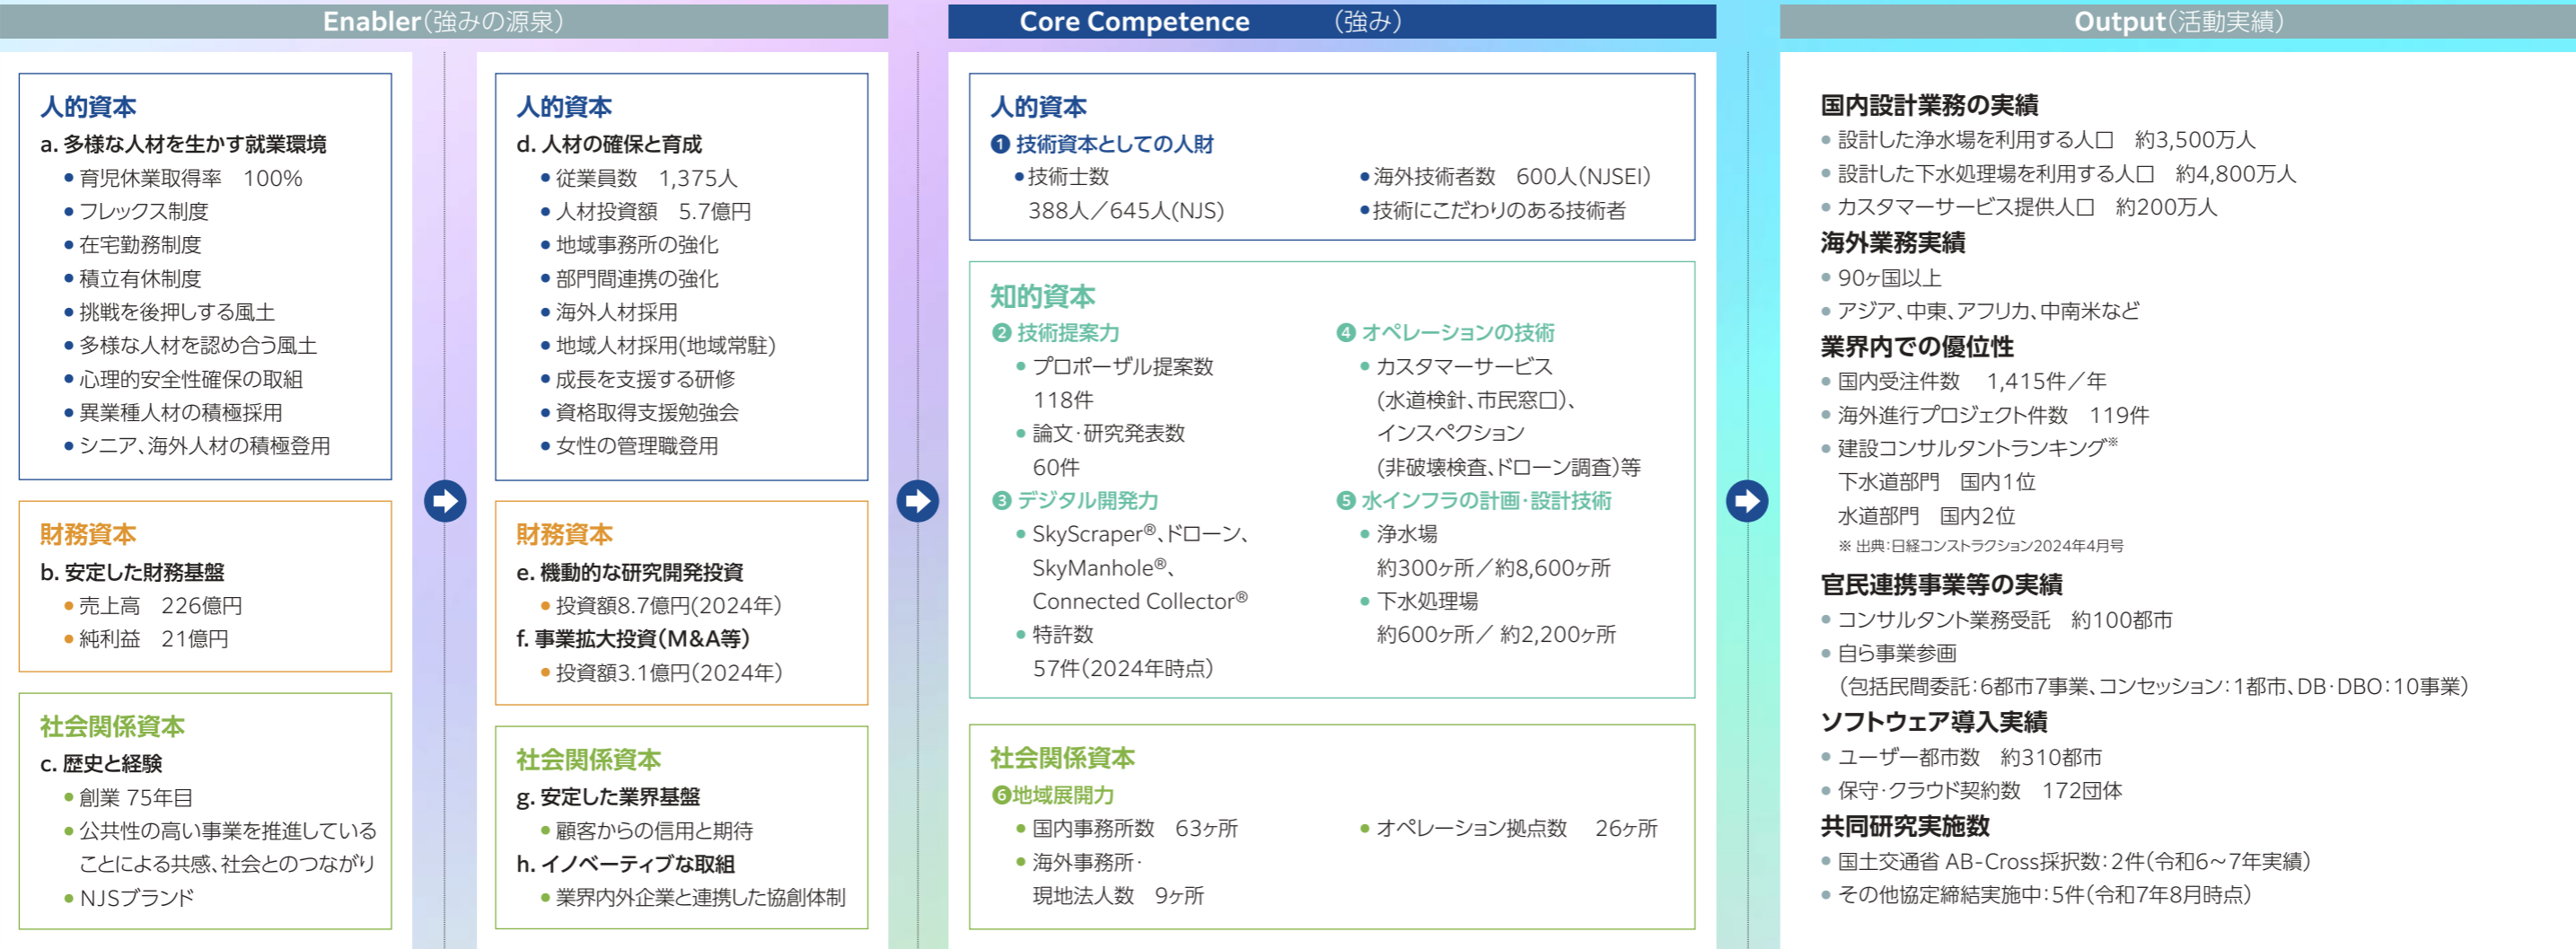 Enabler(強みの源泉)
人的資本
a. 多様な人材を生かす就業環境
• 育児休業取得率　100%
• フレックス制度
• 在宅勤務制度
• 積立有休制度
• 挑戦を後押しする風土
• 多様な人材を認め合う風土
• 心理的安全性確保の取組
• 異業種人材の積極採用
• シニア、海外人材の積極登用
財務資本
b. 安定した財務基盤
• 売上高　226億円
• 純利益　21億円
社会関係資本
c. 歴史と経験
• 創業 75年目
• 公共性の高い事業を推進している
ことによる共感、社会とのつながり
• NJSブランド
人的資本
d. 人材の確保と育成
• 従業員数　1,375人
• 人材投資額　5.7億円
• 地域事務所の強化
• 部門間連携の強化
• 海外人材採用
• 地域人材採用(地域常駐)
• 成長を支援する研修
• 資格取得支援勉強会
• 女性の管理職登用
財務資本
e. 機動的な研究開発投資
• 投資額8.7億円(2024年)
f. 事業拡大投資(M&A等)
• 投資額3.1億円(2024年)
社会関係資本
g. 安定した業界基盤
• 顧客からの信用と期待
h. イノベーティブな取組
• 業界内外企業と連携した協創体制
Core Competence　(強み)
人的資本
❶ 技術資本としての人財
• 技術士数
388人／645人(NJS)
• 海外技術者数　600人(NJSEI)
• 技術にこだわりのある技術者
知的資本
❷ 技術提案力
• プロポーザル提案数
118件
• 論文・研究発表数
60件
❸ デジタル開発力
• SkyScraper®、ドローン、
SkyManhole®、
Connected Collector®
• 特許数
57件(2024年時点)
❹ オペレーションの技術
• カスタマーサービス
(水道検針、市民窓口)、
インスペクション
(非破壊検査、ドローン調査)等
❺ 水インフラの計画・設計技術
• 浄水場
約300ヶ所／約8,600ヶ所
• 下水処理場
約600ヶ所／ 約2,200ヶ所
社会関係資本
❻地域展開力
• 国内事務所数　63ヶ所
• 海外事務所・
現地法人数　9ヶ所
• オペレーション拠点数　26ヶ所
Output(活動実績)
国内設計業務の実績
• 設計した浄水場を利用する人口　約3,500万人
• 設計した下水処理場を利用する人口　約4,800万人
• カスタマーサービス提供人口　約200万人
海外業務実績
• 90ヶ国以上
• アジア、中東、アフリカ、中南米など
業界内での優位性
• 国内受注件数　1,415件／年
• 海外進行プロジェクト件数　119件
• 建設コンサルタントランキング※
下水道部門　国内1位
水道部門　国内2位
※ 出典:日経コンストラクション2024年4月号
官民連携事業等の実績
• コンサルタント業務受託　約100都市
• 自ら事業参画
(包括民間委託:6都市7事業、コンセッション:1都市、DB・DBO:10事業)
ソフトウェア導入実績
• ユーザー都市数　約310都市
• 保守・クラウド契約数　172団体
共同研究実施数
• 国土交通省 AB-Cross採択数:2件(令和6～7年実績)
• その他協定締結実施中:5件(令和7年8月時点)